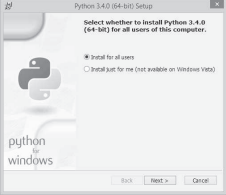 Python 3.4.0 (64-bit) Setup
Select whether to install Python 3.4.0
(64-bit) for all users of this computer.
Install for all users
Install just for me (not available on Windows Vista)
python
for
windows
Back
Next >
Cancel